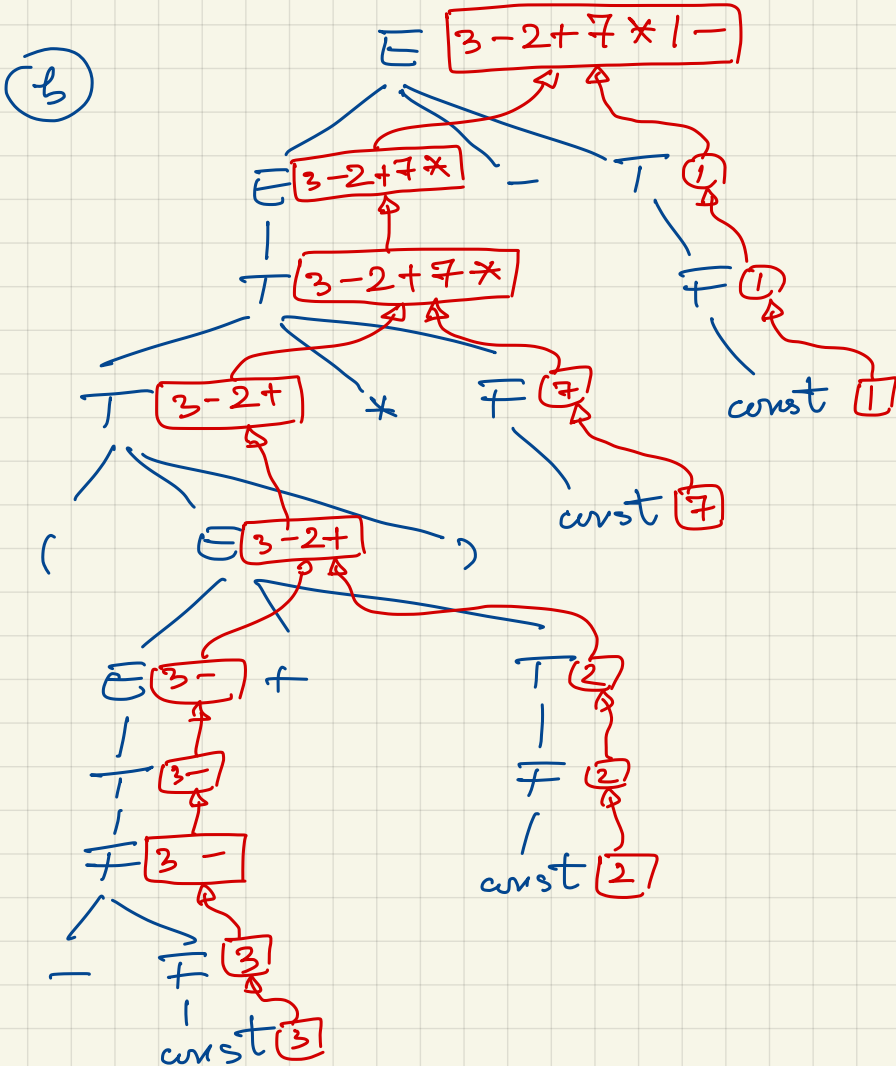 E 3-2+7*1-
b
E 3-2+7* - T 1
T 3-2+7* F 1
T 3-2+ * F 7 const 1
( E 3-2+ ) const 7
E 3- + T 2
T 3- F 2
F 3 - const 2
- F 3
const 3